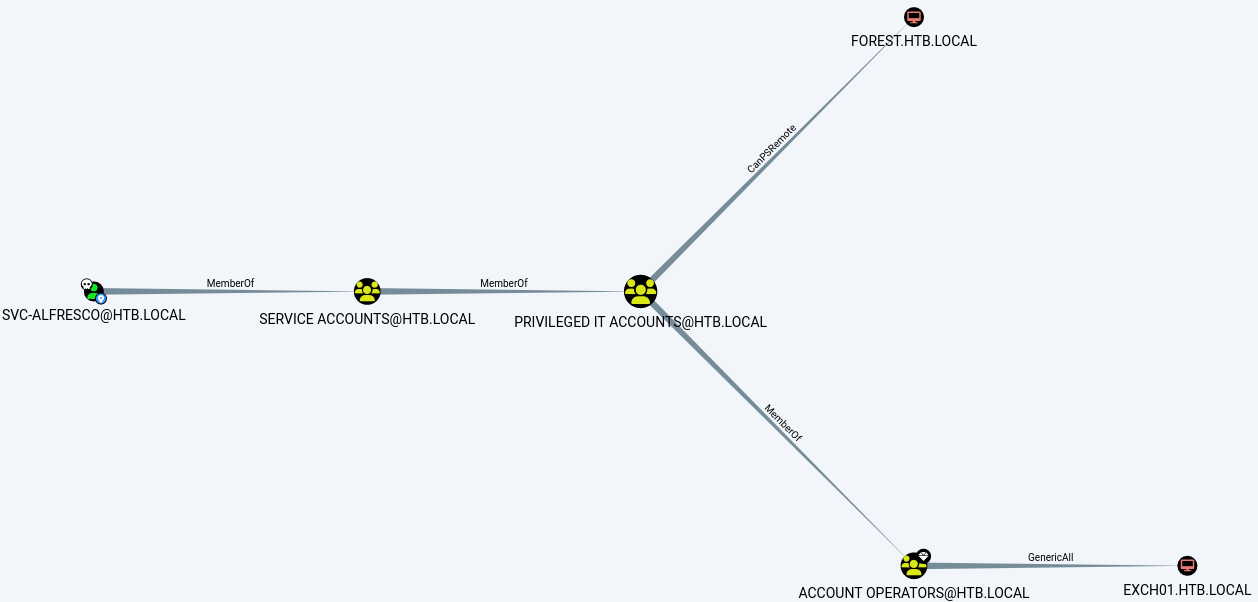 FOREST.HTB.LOCAL
CanPSRemote
MemberOf
MemberOf
SVC-ALFRESCO@HTB.LOCAL
SERVICE ACCOUNTS@HTB.LOCAL
PRIVILEGED IT ACCOUNTS@HTB.LOCAL
MemberOf
GenericAll
ACCOUNT OPERATORS@HTB.LOCAL
EXCH01.HTB.LOCAL